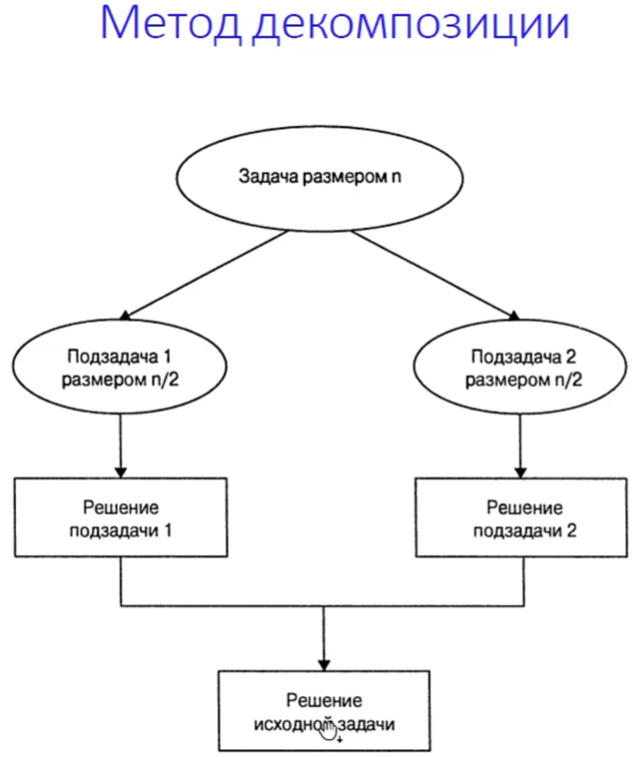 Метод декомпозиции
Задача размером n
Подзадача 1
размером n/2
Подзадача 2
размером n/2
Решение
подзадачи 1
Решение
подзадачи 2
Решение
исходной задачи